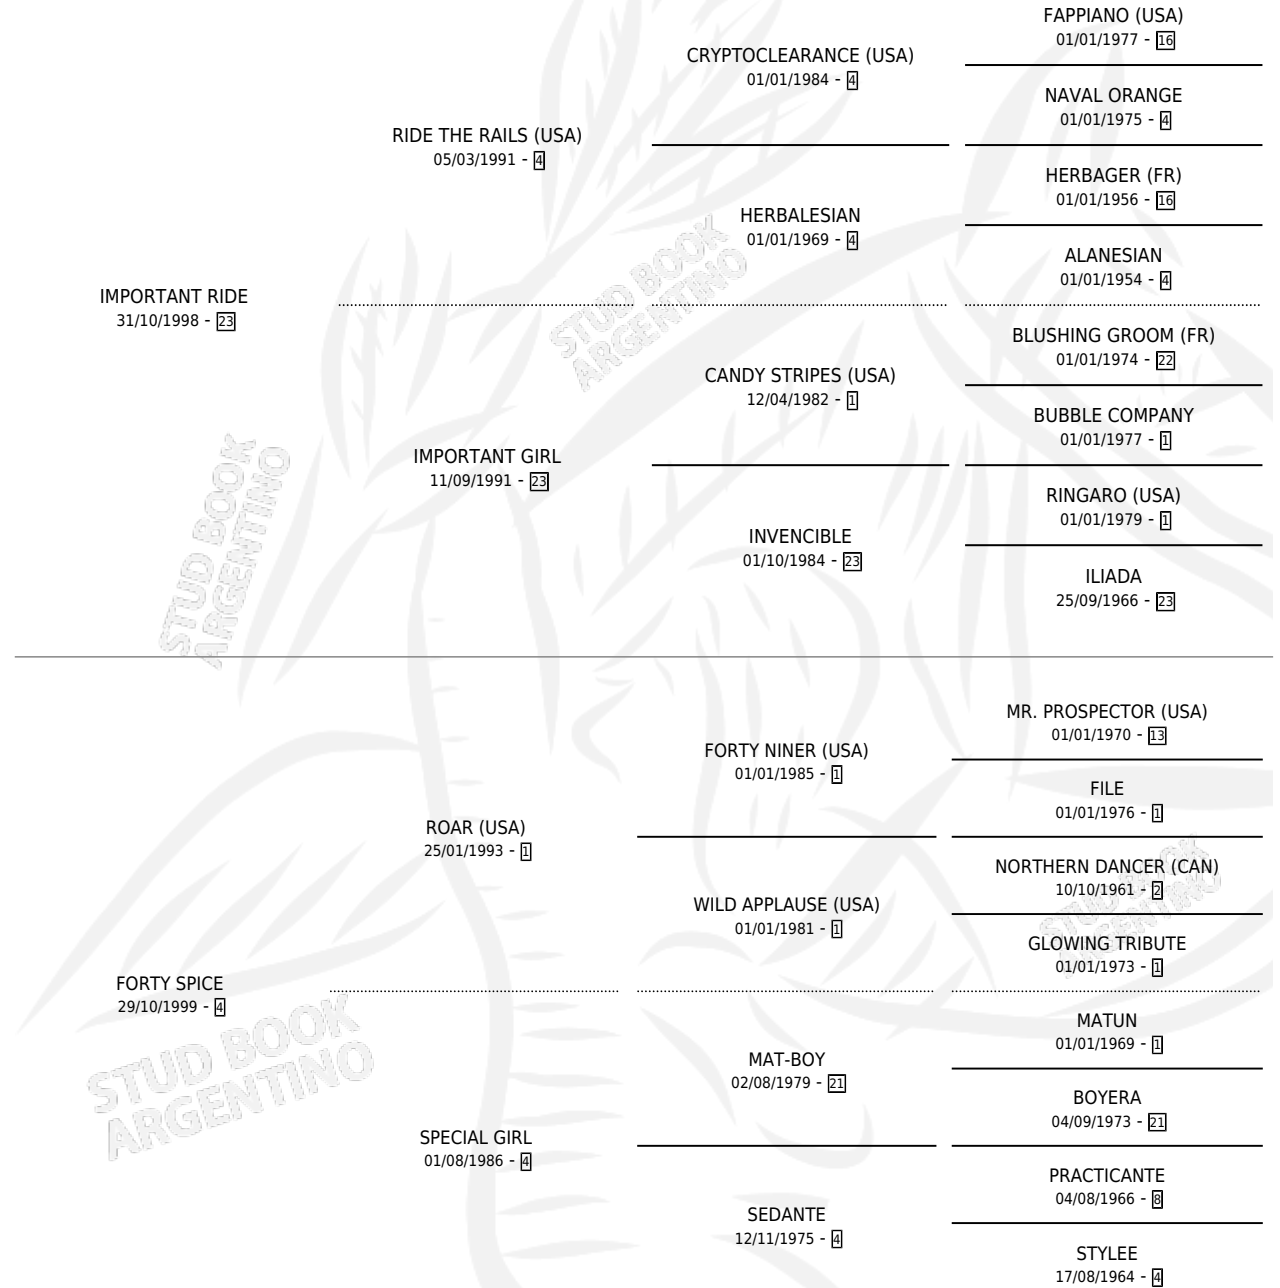 FAPPIANO (USA)
01/01/1977 - 16
CRYPTOCLEARANCE (USA)
01/01/1984 - 4
NAVAL ORANGE
01/01/1975 - 4
RIDE THE RAILS (USA)
05/03/1991 - 4
HERBAGER (FR)
01/01/1956 - 16
HERBALESIAN
01/01/1969 - 4
ALANESIAN
01/01/1954 - 4
IMPORTANT RIDE
31/10/1998 - 23
BLUSHING GROOM (FR)
01/01/1974 - 22
CANDY STRIPES (USA)
12/04/1982 - 1
BUBBLE COMPANY
01/01/1977 - 1
IMPORTANT GIRL
11/09/1991 - 23
RINGARO (USA)
01/01/1979 - 1
INVENCIBLE
01/10/1984 - 23
ILIADA
25/09/1966 - 23
MR. PROSPECTOR (USA)
01/01/1970 - 13
FORTY NINER (USA)
01/01/1985 - 1
FILE
01/01/1976 - 1
ROAR (USA)
25/01/1993 - 1
NORTHERN DANCER (CAN)
10/10/1961 - 2
WILD APPLAUSE (USA)
01/01/1981 - 1
GLOWING TRIBUTE
01/01/1973 - 1
FORTY SPICE
29/10/1999 - 4
MATUN
01/01/1969 - 1
MAT-BOY
02/08/1979 - 21
BOYERA
04/09/1973 - 21
SPECIAL GIRL
01/08/1986 - 4
PRACTICANTE
04/08/1966 - 8
SEDANTE
12/11/1975 - 4
STYLEE
17/08/1964 - 4
STUD BOOK
ARGENTINO
STUD BOOK
ARGENTINO
STUD BOOK
ARGENTINO
STUD BOOK
ARGENTINO